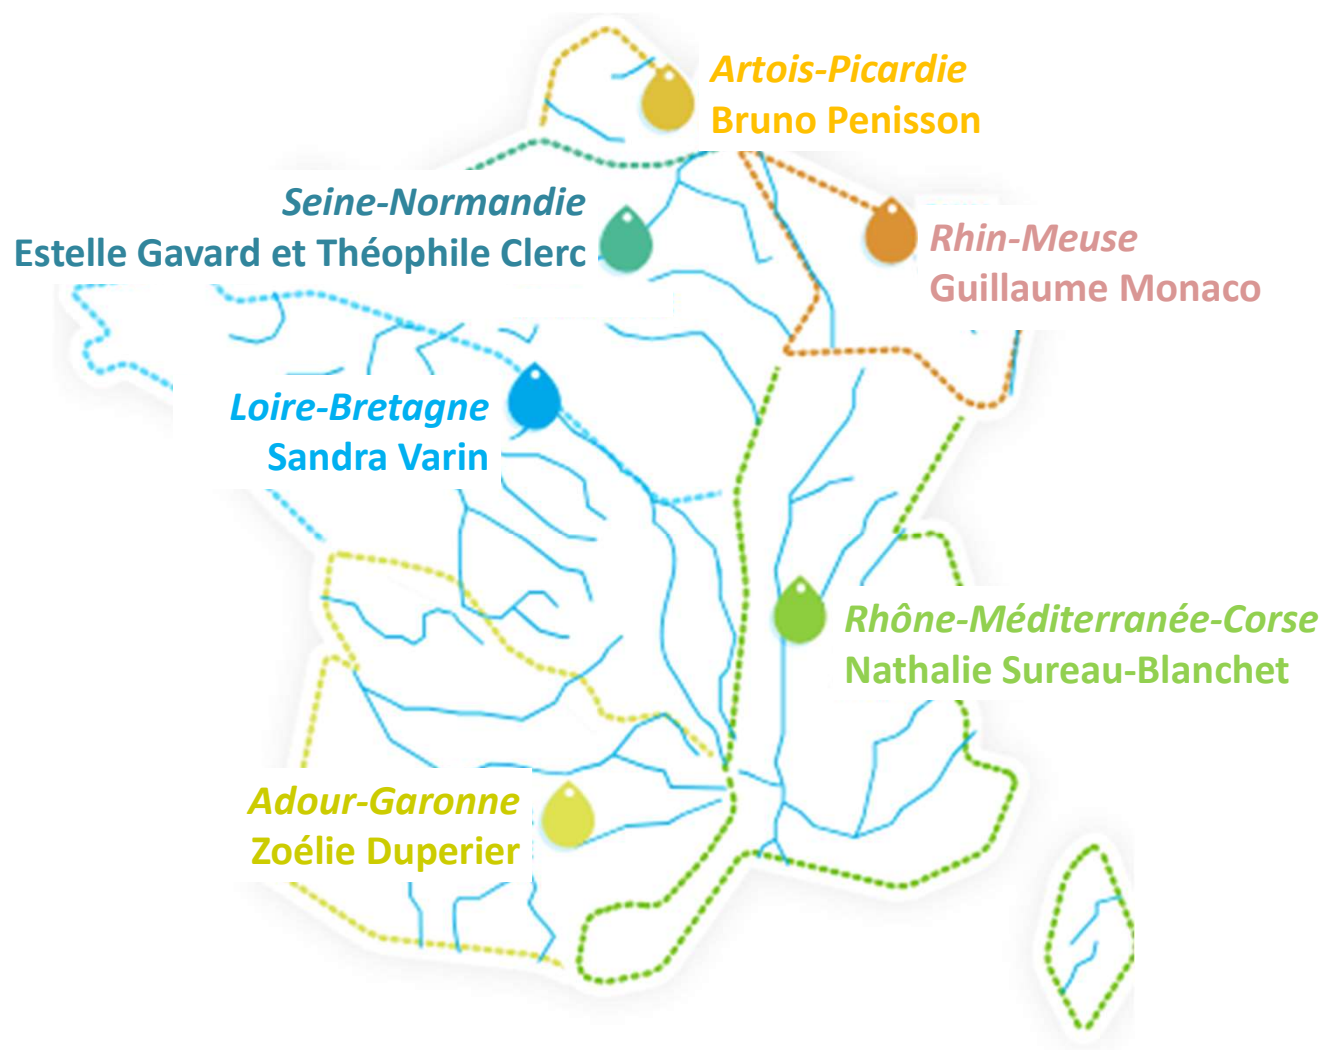 Artois-Picardie
Bruno Penisson
Seine-Normandie
Estelle Gavard et Théophile Clerc
Rhin-Meuse
Guillaume Monaco
Loire-Bretagne
Sandra Varin
Rhône-Méditerranée-Corse
Nathalie Sureau-Blanchet
Adour-Garonne
Zoélie Duperier